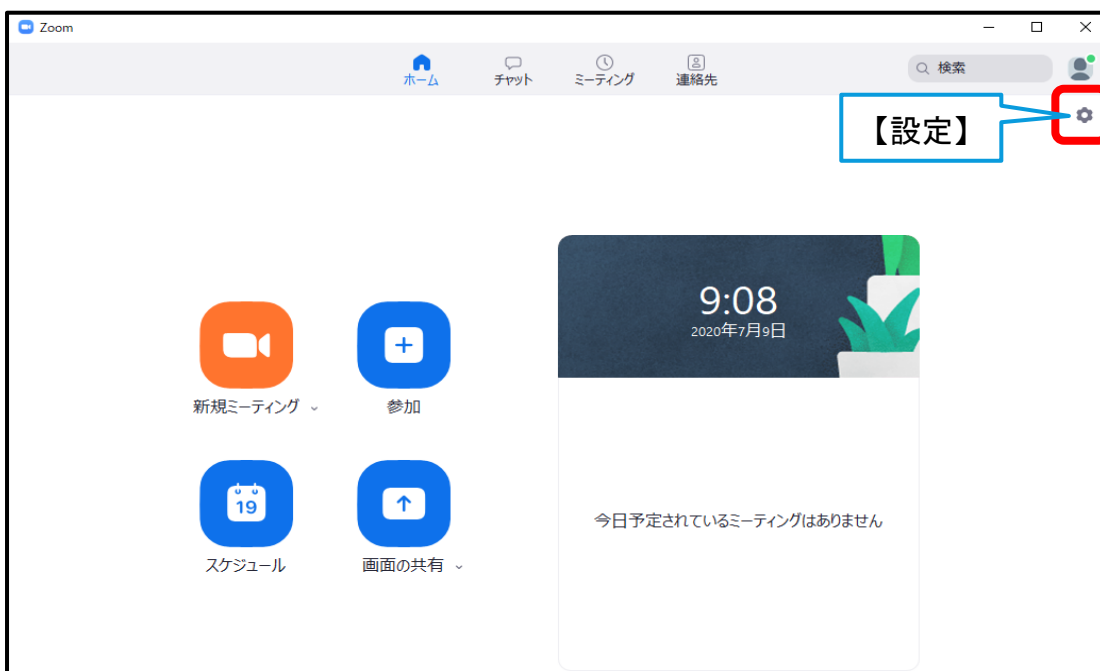 Zoom
ホーム
チャット
ミーティング
連絡先
検索
【設定】
9:08
2020年7月9日
新規ミーティング
参加
19
スケジュール
画面の共有
今日予定されているミーティングはありません